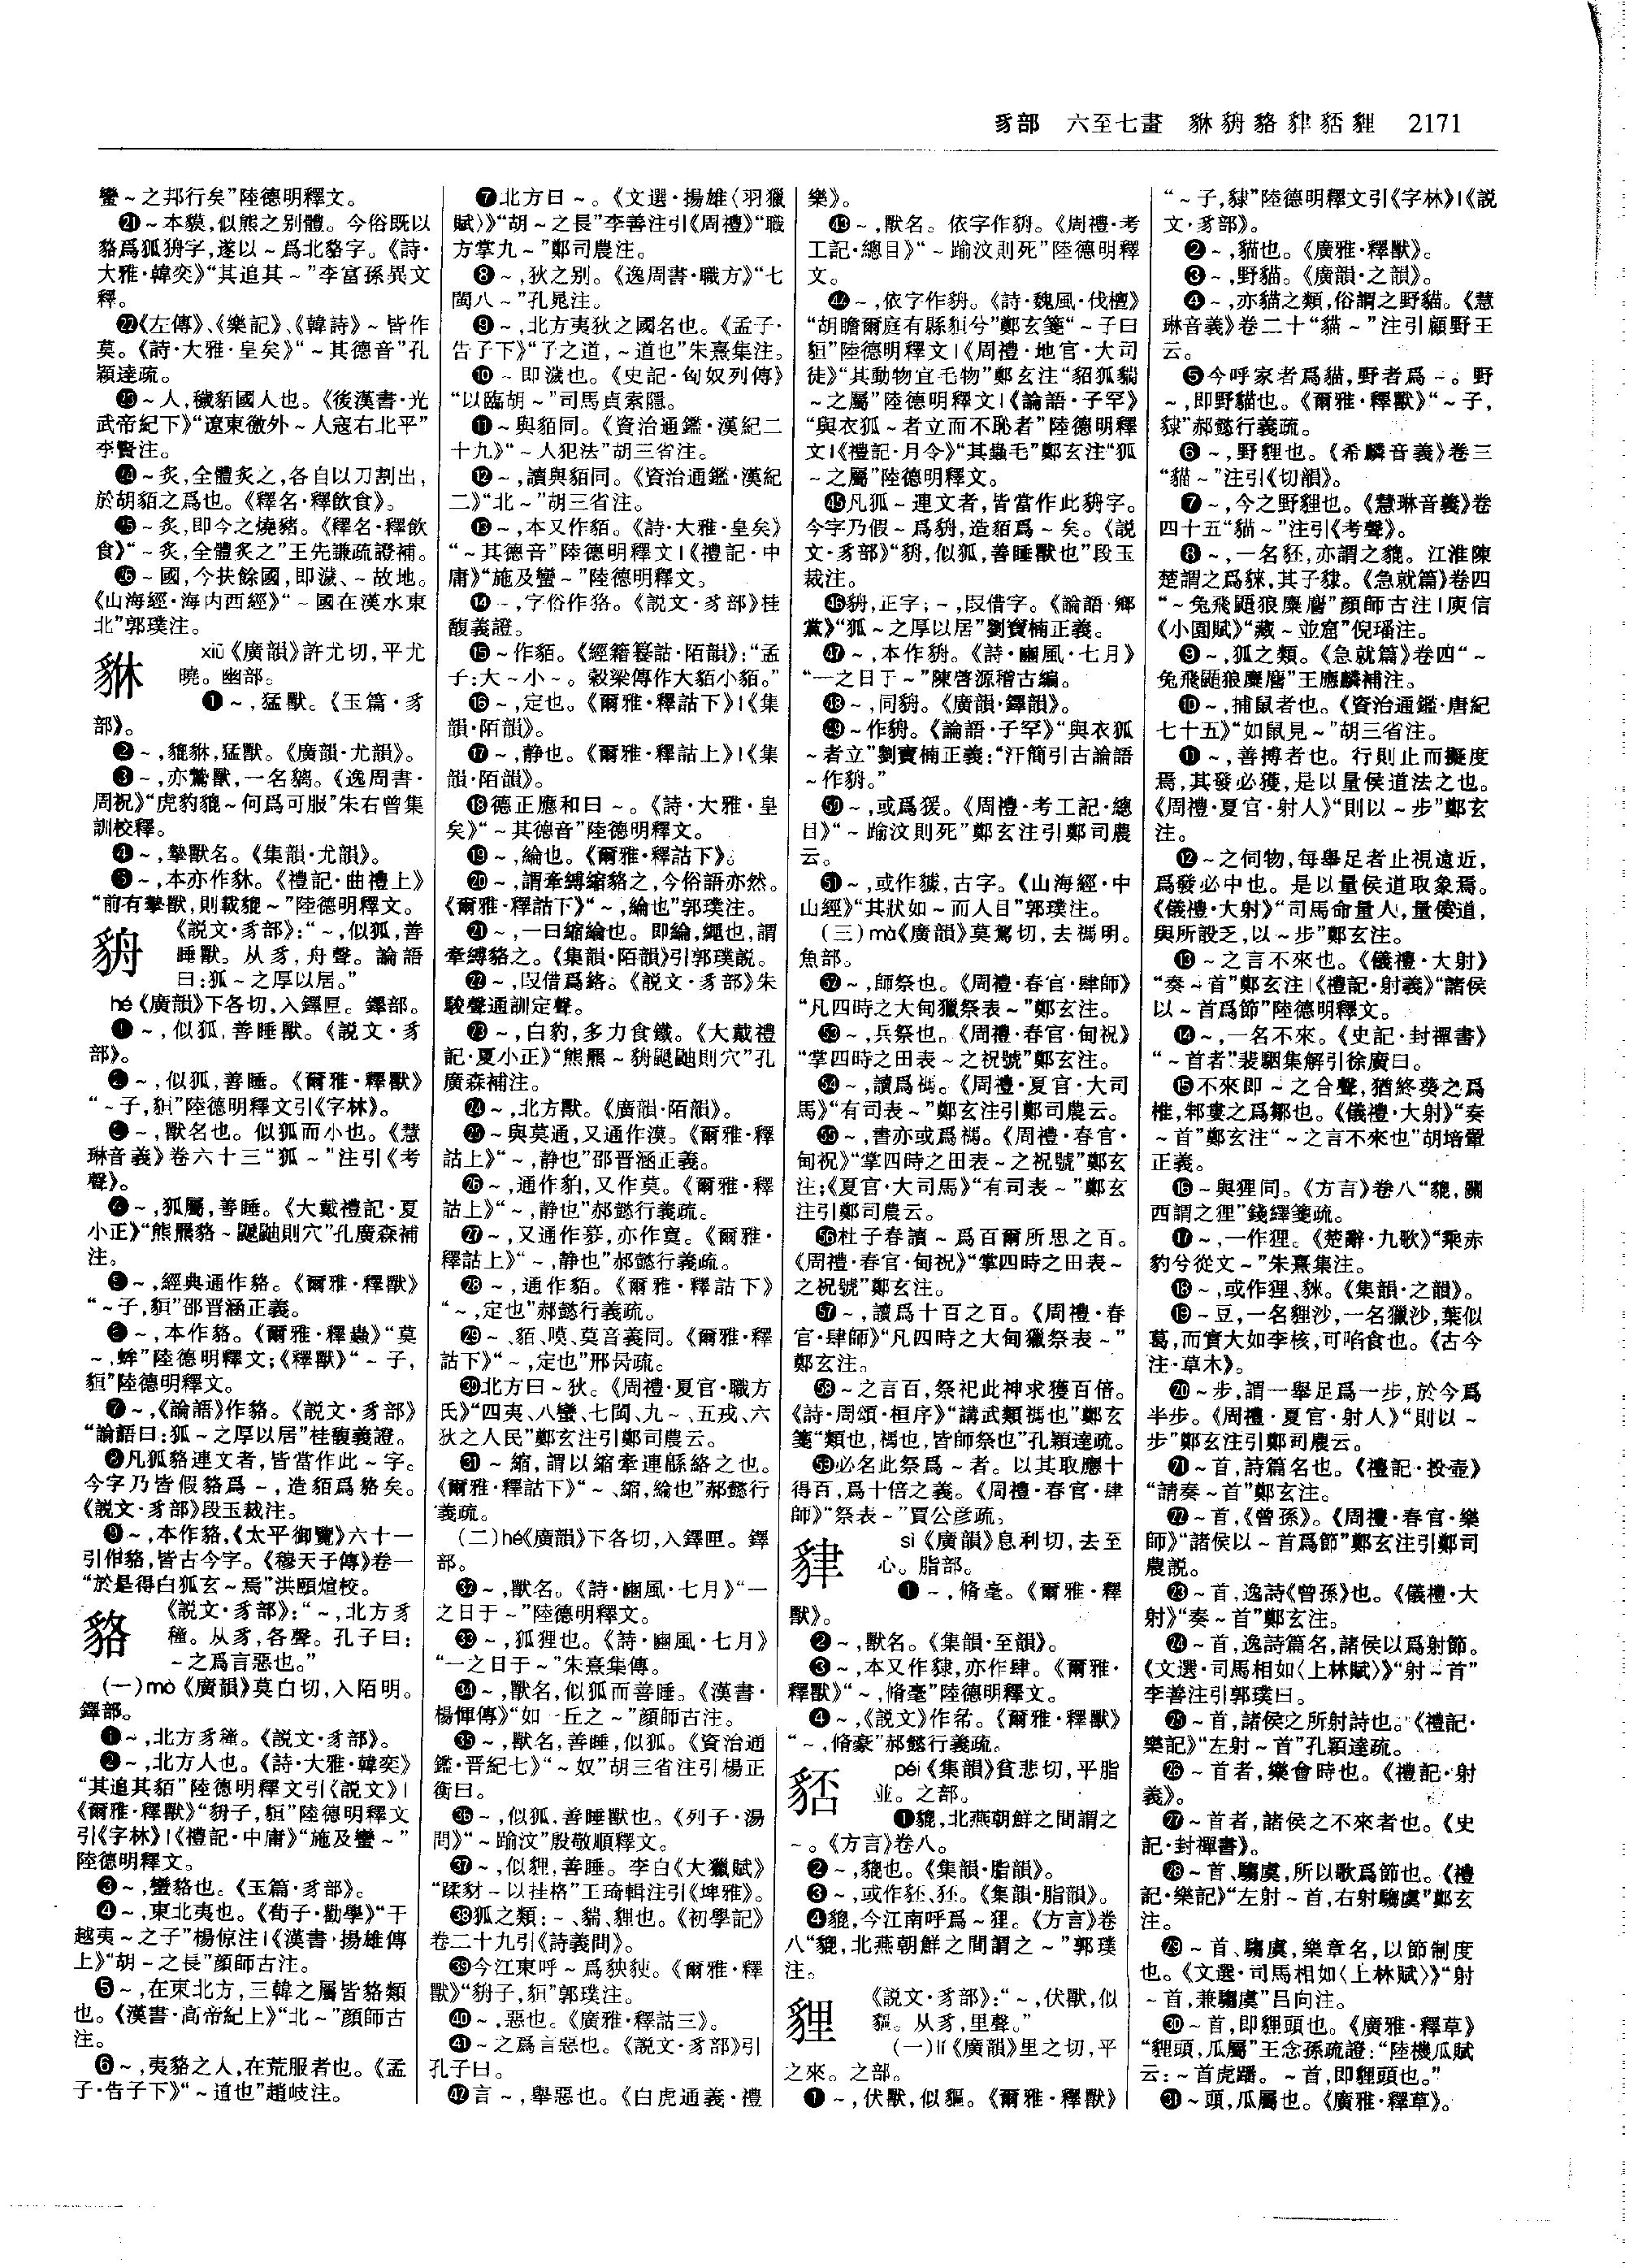 豸部　六至七畫　貅貈貉貄𧳏貍　2171
蠻～之邦行矣”陸德明釋文。
㉑～本貘,似熊之别體。今俗既以
貉爲狐貈字,遂以～爲北貉字。《詩·
大雅·韓奕》“其追其～”李富孫異文
釋。
㉒《左傳》、《樂記》、《韓詩》～皆作
莫。《詩·大雅·皇矣》“～其德音”孔
穎達疏。
㉓～人,穢貊國人也。《後漢書·光
武帝紀下》“遼東徼外～人寇右北平”
李賢注。
㉔～炙,全體炙之,各自以刀割出,
於胡貊之爲也。《釋名·釋飲食》。
㉕～炙,即今之燒豬。《釋名·釋飲
食》“～炙,全體炙之”王先謙疏證補。
㉖～國,今扶餘國,即濊、～故地。
《山海經·海内西經》“～國在漢水東
北”郭璞注。
貅　xiū《廣韻》許尤切,平尤
曉。幽部。
❶～,猛獸。《玉篇·豸
部》。
❷～,貔貅,猛獸。《廣韻·尤韻》。
❸～,亦鷙獸,一名貙。《逸周書·
周祝》“虎豹貔～何爲可服”朱右曾集
訓校釋。
❹～,摯獸名。《集韻·尤韻》。
❺～,本亦作貅。《禮記·曲禮上》
“前有摯獸,則載貔～”陸德明釋文。
貈　《説文·豸部》:“～,似狐,善
睡獸。从豸,舟聲。論語
曰:狐～之厚以居。”
hé《廣韻》下各切,入鐸匣。鐸部。
❶～,似狐,善睡獸。《説文·豸
部》。
❷～,似狐,善睡。《爾雅·釋獸》
“～子,貆”陸德明釋文引《字林》。
❸～,獸名也。似狐而小也。《慧
琳音義》卷六十三“狐～”注引《考
聲》。
❹～,狐屬,善睡。《大戴禮記·夏
小正》“熊羆貉～鼶鼬則穴”孔廣森補
注。
❺～,經典通作貉。《爾雅·釋獸》
“～子,貆”邵晋涵正義。
❻～,本作貉。《爾雅·釋蟲》“莫
～,蛑”陸德明釋文;《釋獸》“～子,
貆”陸德明釋文。
❼～,《論語》作貉。《説文·豸部》
“論語曰:狐～之厚以居”桂馥義證。
❽凡狐貉連文者,皆當作此～字。
今字乃皆假貉爲～,造貊爲貉矣。
《説文·豸部》段玉裁注。
❾～,本作貉,《太平御覽》六十一
引作貉,皆古今字。《穆天子傳》卷一
“於是得白狐玄～焉”洪頤煊校。
貉　《説文·豸部》:“～,北方豸
種。从豸,各聲。孔子曰:
～之爲言惡也。”
(一)mò《廣韻》莫白切,入陌明。
鐸部。
❶～,北方豸種。《説文·豸部》。
❷～,北方人也。《詩·大雅·韓奕》
“其追其貊”陸德明釋文引《説文》|
《爾雅·釋獸》“貈子,貆”陸德明釋文
引《字林》|《禮記·中庸》“施及蠻～”
陸德明釋文。
❸～,蠻貉也。《玉篇·豸部》。
❹～,東北夷也。《荀子·勸學》“干
越夷～之子”楊倞注|《漢書·揚雄傳
上》“胡～之長”顔師古注。
❺～,在東北方,三韓之屬皆貉類
也。《漢書·高帝紀上》“北～”顔師古
注。
❻～,夷貉之人,在荒服者也。《孟
子·告子下》“～道也”趙岐注。
❼北方曰～。《文選·揚雄〈羽獵
賦〉》“胡～之長”李善注引《周禮》“職
方掌九～”鄭司農注。
❽～,狄之别。《逸周書·職方》“七
閩八～”孔晁注。
❾～,北方夷狄之國名也。《孟子·
告子下》“子之道,～道也”朱熹集注。
❿～即濊也。《史記·匈奴列傳》
“以臨胡～”司馬貞索隱。
⓫～與貊同。《資治通鑑·漢紀二
十九》“～人犯法”胡三省注。
⓬～,讀與貊同。《資治通鑑·漢紀
二》“北～”胡三省注。
⓭～,本又作貊。《詩·大雅·皇矣》
“～其德音”陸德明釋文|《禮記·中
庸》“施及蠻～”陸德明釋文。
⓮～,字俗作狢。《説文·豸部》桂
馥義證。
⓯～作貊。《經籍籑詁·陌韻》:“孟
子:大～小～。穀梁傳作大貊小貊。”
⓰～,定也。《爾雅·釋詁下》|《集
韻·陌韻》。
⓱～,静也。《爾雅·釋詁上》|《集
韻·陌韻》。
⓲德正應和曰～。《詩·大雅·皇
矣》“～其德音”陸德明釋文。
⓳～,綸也。《爾雅·釋詁下》。
⓴～,謂牽縛縮貉之,今俗語亦然。
《爾雅·釋詁下》“～,綸也”郭璞注。
㉑～,一曰縮綸也。即綸,繩也,謂
牽縛貉之。《集韻·陌韻》引郭璞説。
㉒～,叚借爲絡。《説文·豸部》朱
駿聲通訓定聲。
㉓～,白豹,多力食鐵。《大戴禮
記·夏小正》“熊羆～貈鼶鼬則穴”孔
廣森補注。
㉔～,北方獸。《廣韻·陌韻》。
㉕～與莫通,又通作漠。《爾雅·釋
詁上》“～,静也”邵晋涵正義。
㉖～,通作貃,又作莫。《爾雅·釋
詁上》“～,静也”郝懿行義疏。
㉗～,又通作募,亦作寞。《爾雅·
釋詁上》“～,静也”郝懿行義疏。
㉘～,通作貊。《爾雅·釋詁下》
“～,定也”郝懿行義疏。
㉙～、貊、嗼、莫音義同。《爾雅·釋
詁下》“～,定也”邢昺疏。
㉚北方曰～狄。《周禮·夏官·職方
氏》“四夷、八蠻、七閩、九～、五戎、六
狄之人民”鄭玄注引鄭司農云。
㉛～縮,謂以縮牽連緜絡之也。
《爾雅·釋詁下》“～、縮,綸也”郝懿行
義疏。
(二)hé《廣韻》下各切,入鐸匣。鐸
部。
㉜～,獸名。《詩·豳風·七月》“一
之日于～”陸德明釋文。
㉝～,狐狸也。《詩·豳風·七月》
“一之日于～”朱熹集傳。
㉞～,獸名,似狐而善睡。《漢書·
楊惲傳》“如一丘之～”顔師古注。
㉟～,獸名,善睡,似狐。《資治通
鑑·晋紀七》“～奴”胡三省注引楊正
衡曰。
㊱～,似狐,善睡獸也。《列子·湯
問》“～踰汶”殷敬順釋文。
㊲～,似貍,善睡。李白《大獵賦》
“蹂豺～以挂格”王琦輯注引《埤雅》。
㊳狐之類:～、貒、貍也。《初學記》
卷二十九引《詩義問》。
㊴今江東呼～爲𧲲𧳅。《爾雅·釋
獸》“貈子,貆”郭璞注。
㊵～,惡也。《廣雅·釋詁三》。
㊶～之爲言惡也。《説文·豸部》引
孔子曰。
㊷言～,舉惡也。《白虎通義·禮
樂》。
㊸～,獸名。依字作貈。《周禮·考
工記·總目》“～踰汶則死”陸德明釋
文。
㊹～,依字作貈。《詩·魏風·伐檀》
“胡瞻爾庭有縣貆兮”鄭玄箋“～子曰
貆”陸德明釋文|《周禮·地官·大司
徒》“其動物宜毛物”鄭玄注“貂狐貒
～之屬”陸德明釋文|《論語·子罕》
“與衣狐～者立而不恥者”陸德明釋
文|《禮記·月令》“其蟲毛”鄭玄注“狐
～之屬”陸德明釋文。
㊺凡狐～連文者,皆當作此貈字。
今字乃假～爲貈,造貊爲～矣。《説
文·豸部》“貈,似狐,善睡獸也”段玉
裁注。
㊻貈,正字;～,叚借字。《論語·鄉
黨》“狐～之厚以居”劉寶楠正義。
㊼～,本作貈。《詩·豳風·七月》
“一之日于～”陳啓源稽古編。
㊽～,同貈。《廣韻·鐸韻》。
㊾～作貈。《論語·子罕》“與衣狐
～者立”劉寶楠正義:“汗簡引古論語
～作貈。”
㊿～,或爲猨。《周禮·考工記·總
目》“～踰汶則死”鄭玄注引鄭司農
云。
51～,或作㺢,古字。《山海經·中
山經》“其狀如～而人目”郭璞注。
(三)mà《廣韻》莫駕切,去禡明。
魚部。
52～,師祭也。《周禮·春官·肆師》
“凡四時之大甸獵祭表～”鄭玄注。
53～,兵祭也。《周禮·春官·甸祝》
“掌四時之田表～之祝號”鄭玄注。
54～,讀爲禡。《周禮·夏官·大司
馬》“有司表～”鄭玄注引鄭司農云。
55～,書亦或爲禡。《周禮·春官·
甸祝》“掌四時之田表～之祝號”鄭玄
注;《夏官·大司馬》“有司表～”鄭玄
注引鄭司農云。
56杜子春讀～爲百爾所思之百。
《周禮·春官·甸祝》“掌四時之田表～
之祝號”鄭玄注。
57～,讀爲十百之百。《周禮·春
官·肆師》“凡四時之大甸獵祭表～”
鄭玄注。
58～之言百,祭祀此神求獲百倍。
《詩·周頌·桓序》“講武類禡也”鄭玄
箋“類也,禡也,皆師祭也”孔穎達疏。
59必名此祭爲～者。以其取應十
得百,爲十倍之義。《周禮·春官·肆
師》“祭表～”賈公彦疏。
貄　sì《廣韻》息利切,去至
心。脂部。
❶～,脩毫。《爾雅·釋
獸》。
❷～,獸名。《集韻·至韻》。
❸～,本又作肄,亦作肆。《爾雅·
釋獸》“～,脩毫”陸德明釋文。
❹～,《説文》作㣇。《爾雅·釋獸》
“～,脩豪”郝懿行義疏。
𧳏　péi《集韻》貧悲切,平脂
並。之部。
❶貔,北燕朝鮮之間謂之
～。《方言》卷八。
❷～,貔也。《集韻·脂韻》。
❸～,或作豾、狉。《集韻·脂韻》。
❹貔,今江南呼爲～狸。《方言》卷
八“貔,北燕朝鮮之間謂之～”郭璞
注。
貍　《説文·豸部》:“～,伏獸,似
貙。从豸,里聲。”
(一)lí《廣韻》里之切,平
之來。之部。
❶～,伏獸,似貙。《爾雅·釋獸》
“～子,貄”陸德明釋文引《字林》|《説
文·豸部》。
❷～,貓也。《廣雅·釋獸》。
❸～,野貓。《廣韻·之韻》。
❹～,亦貓之類,俗謂之野貓。《慧
琳音義》卷二十“貓～”注引顧野王
云。
❺今呼家者爲貓,野者爲～。野
～,即野貓也。《爾雅·釋獸》“～子,
貄”郝懿行義疏。
❻～,野貍也。《希麟音義》卷三
“貓～”注引《切韻》。
❼～,今之野貍也。《慧琳音義》卷
四十五“貓～”注引《考聲》。
❽～,一名豾,亦謂之貔。江淮陳
楚謂之爲𧳟,其子貄。《急就篇》卷四
“～兔飛鼯狼麋麐”顔師古注|庾信
《小園賦》“藏～並窟”倪璠注。
❾～,狐之類。《急就篇》卷四“～
兔飛鼯狼麋麐”王應麟補注。
❿～,捕鼠者也。《資治通鑑·唐紀
七十五》“如鼠見～”胡三省注。
⓫～,善搏者也。行則止而擬度
焉,其發必獲,是以量侯道法之也。
《周禮·夏官·射人》“則以～步”鄭玄
注。
⓬～之伺物,每舉足者止視遠近,
爲發必中也。是以量侯道取象焉。
《儀禮·大射》“司馬命量人,量侯道,
與所設乏,以～步”鄭玄注。
⓭～之言不來也。《儀禮·大射》
“奏～首”鄭玄注|《禮記·射義》“諸侯
以～首爲節”陸德明釋文。
⓮～,一名不來。《史記·封禪書》
“～首者”裴駰集解引徐廣曰。
⓯不來即～之合聲,猶終葵之爲
椎,邾婁之爲鄒也。《儀禮·大射》“奏
～首”鄭玄注“～之言不來也”胡培翬
正義。
⓰～與狸同。《方言》卷八“貔,關
西謂之狸”錢繹箋疏。
⓱～,一作狸。《楚辭·九歌》“乘赤
豹兮從文～”朱熹集注。
⓲～,或作狸、𧳟。《集韻·之韻》。
⓳～豆,一名貍沙,一名獵沙,葉似
葛,而實大如李核,可啗食也。《古今
注·草木》。
⓴～步,謂一舉足爲一步,於今爲
半步。《周禮·夏官·射人》“則以～
步”鄭玄注引鄭司農云。
㉑～首,詩篇名也。《禮記·投壺》
“請奏～首”鄭玄注。
㉒～首,《曾孫》。《周禮·春官·樂
師》“諸侯以～首爲節”鄭玄注引鄭司
農説。
㉓～首,逸詩《曾孫》也。《儀禮·大
射》“奏～首”鄭玄注。
㉔～首,逸詩篇名,諸侯以爲射節。
《文選·司馬相如〈上林賦〉》“射～首”
李善注引郭璞曰。
㉕～首,諸侯之所射詩也。《禮記·
樂記》“左射～首”孔穎達疏。
㉖～首者,樂會時也。《禮記·射
義》。
㉗～首者,諸侯之不來者也。《史
記·封禪書》。
㉘～首、騶虞,所以歌爲節也。《禮
記·樂記》“左射～首,右射騶虞”鄭玄
注。
㉙～首、騶虞,樂章名,以節制度
也。《文選·司馬相如〈上林賦〉》“射
～首,兼騶虞”吕向注。
㉚～首,即貍頭也。《廣雅·釋草》
“貍頭,瓜屬”王念孫疏證:“陸機瓜賦
云:～首虎蹯。～首,即貍頭也。”
㉛～頭,瓜屬也。《廣雅·釋草》。